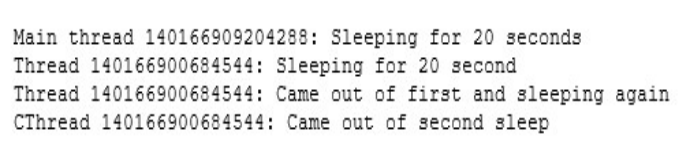 Main thread 140166909204288: Sleeping for 20 seconds
Thread 140166900684544: Sleeping for 20 second
Thread 140166900684544: Came out of first and sleeping again
CThread 140166900684544: Came out of second sleep